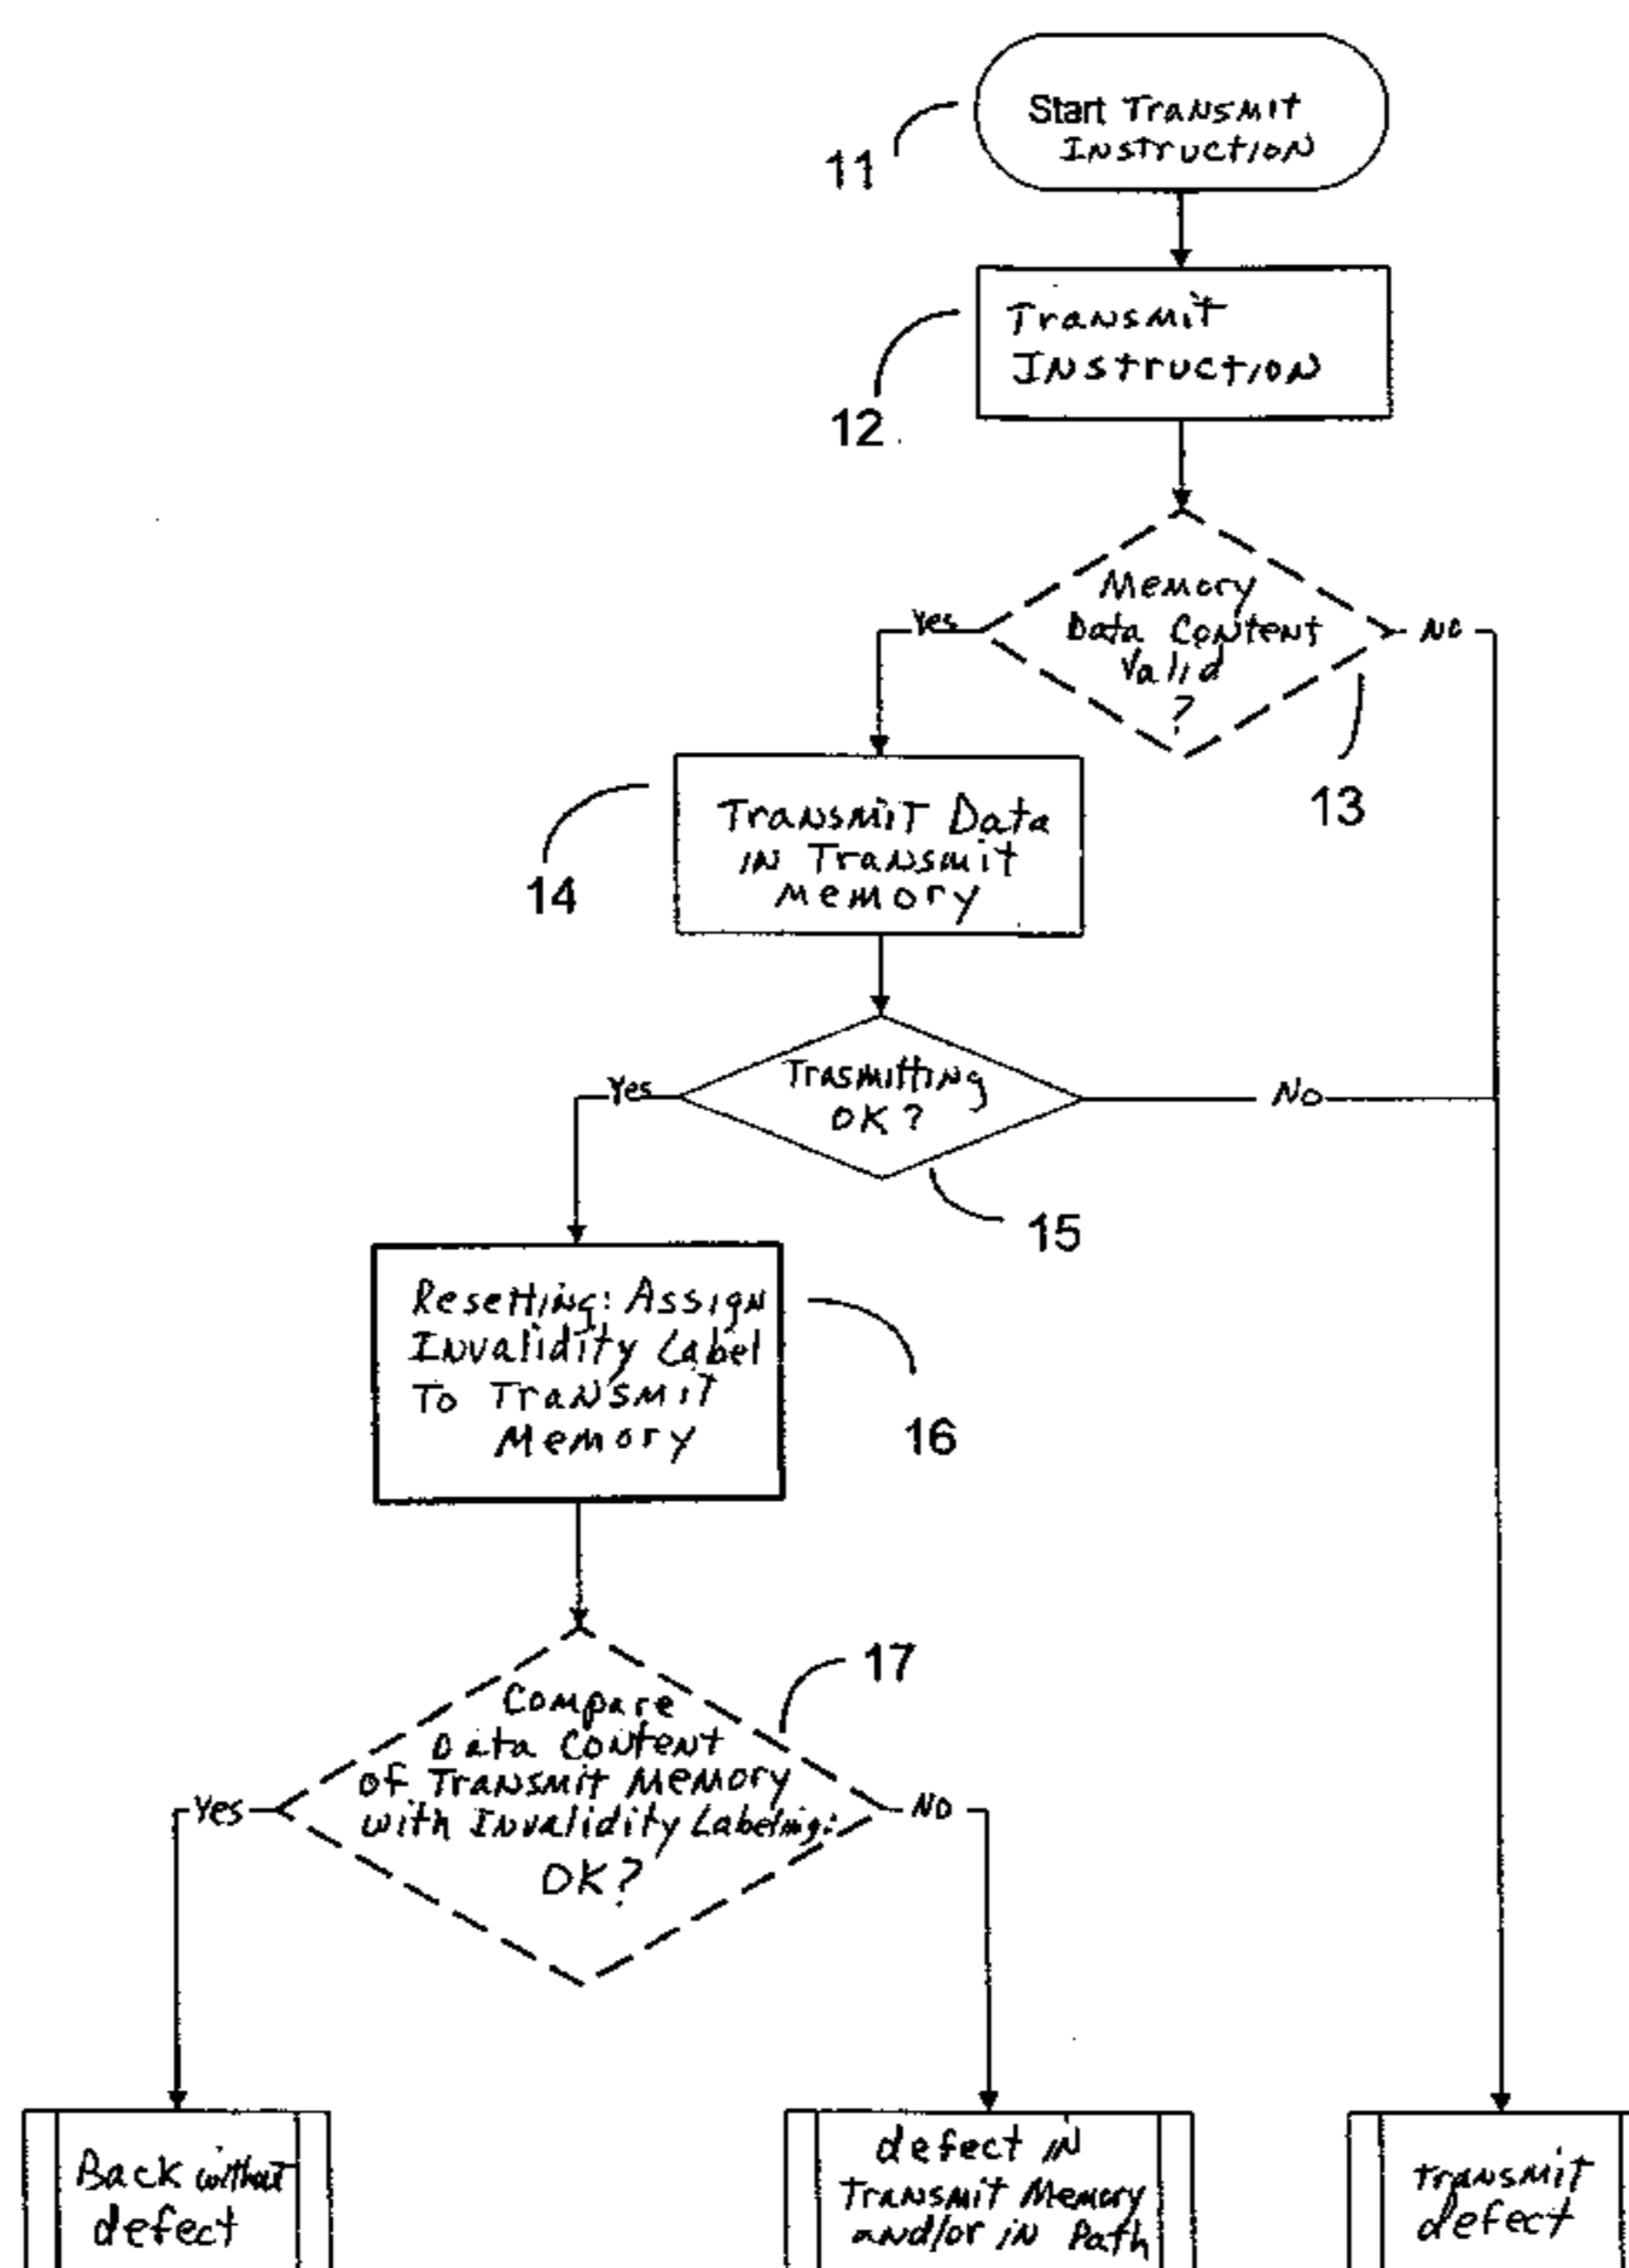 Start Transmit
Instruction
11
Transmit
Instruction
12
Memory
Data Content
Valid
?
Yes
No
13
Transmit Data
in Transmit
Memory
14
Trasmitting
OK?
Yes
No
15
Resetting: Assign
Invalidity Label
To Transmit
Memory
16
17
Compare
Data Content
of Transmit Memory
with Invalidity Labeling:
OK?
Yes
No
Back without
defect
defect in
Transmit Memory
and/or in Path
transmit
defect